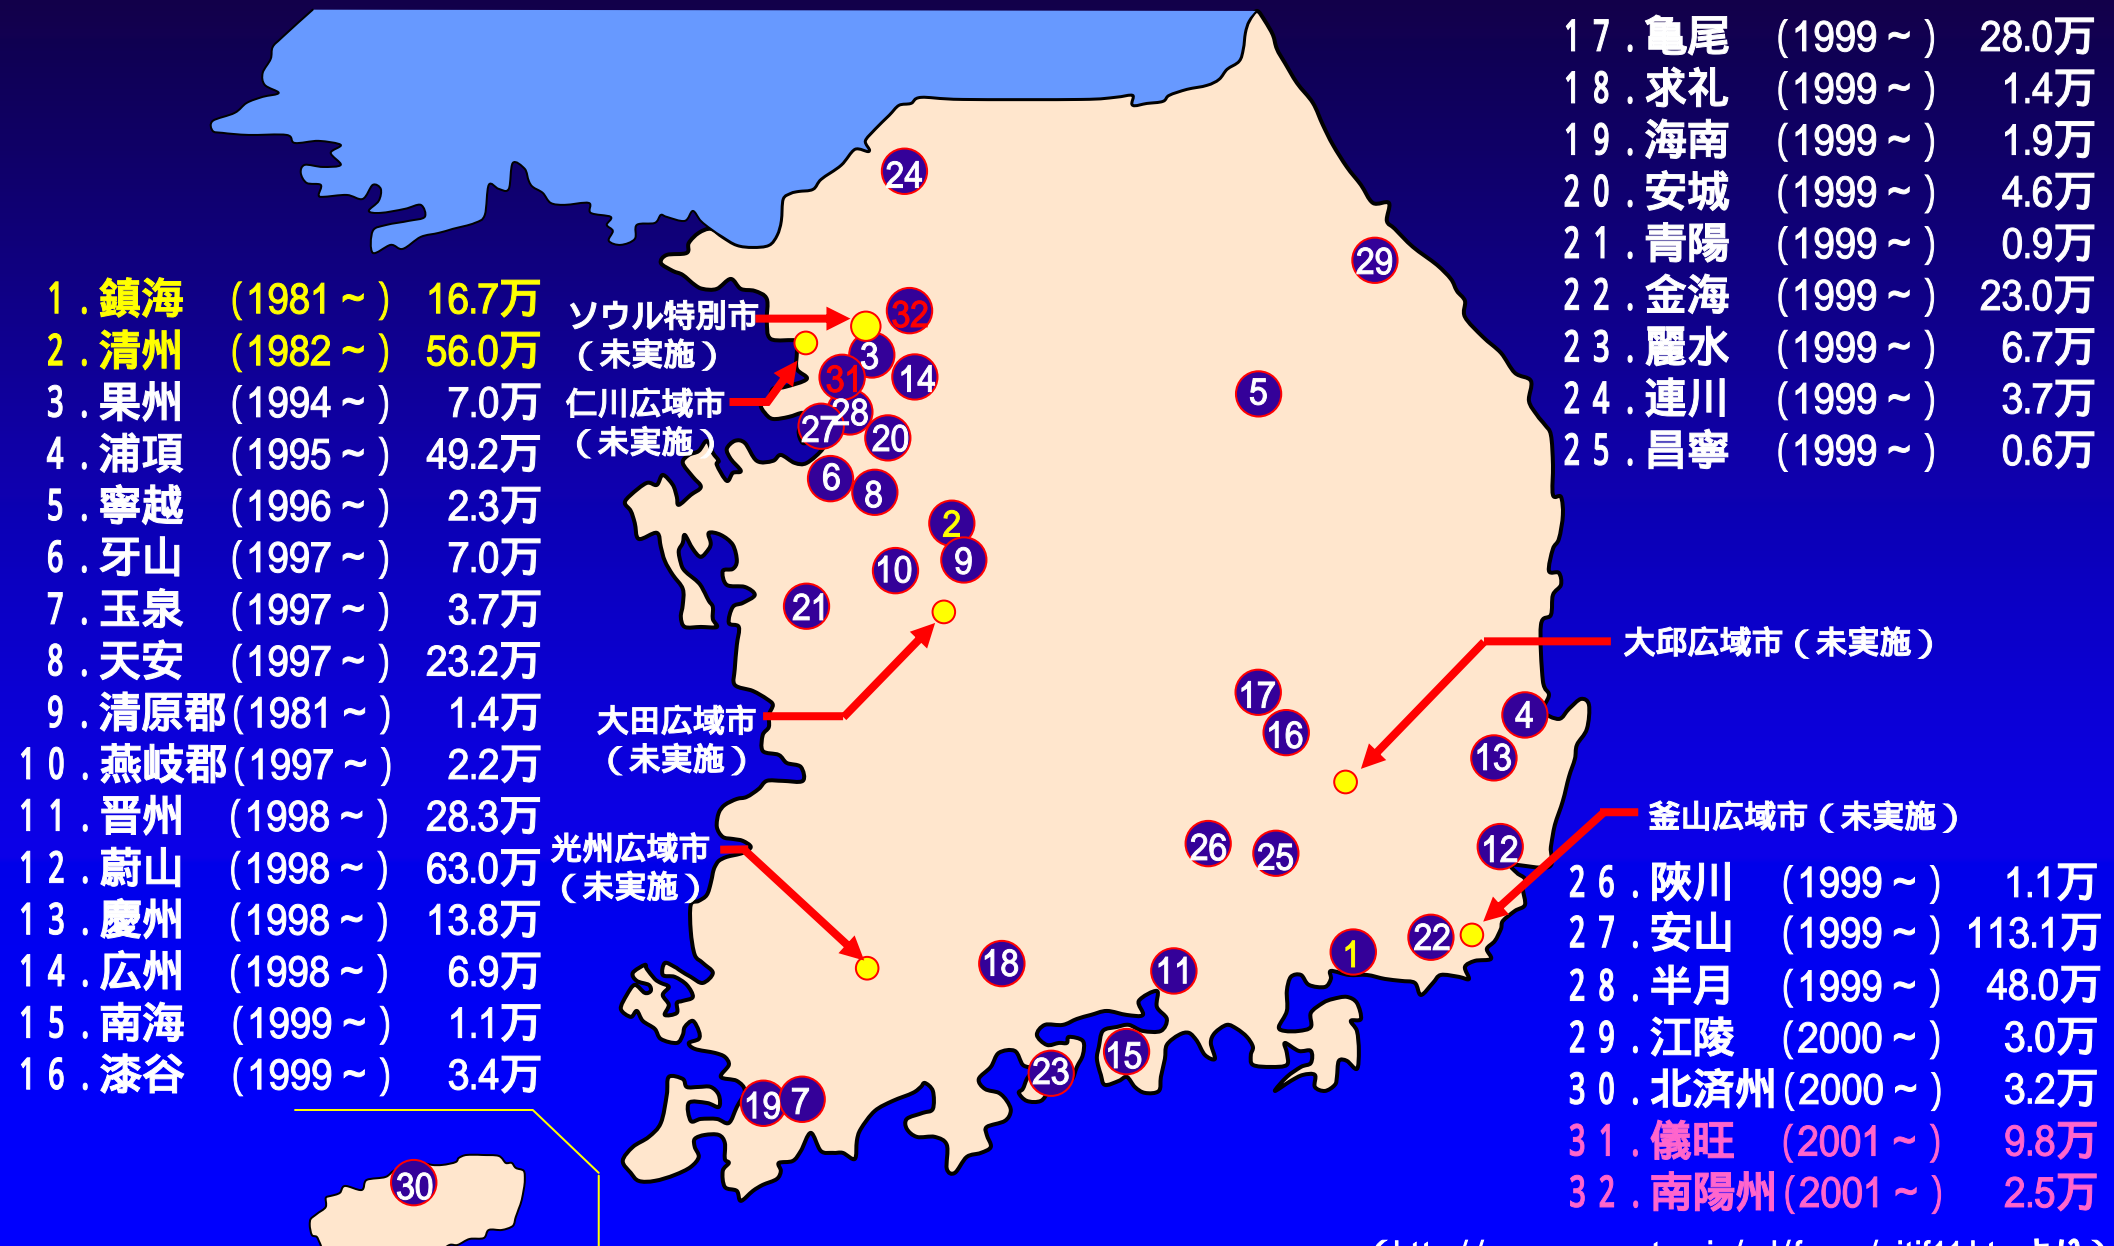 1．鎮海 (1981～) 16.7万
2．清州 (1982～) 56.0万
3．果州 (1994～) 7.0万
4．浦項 (1995～) 49.2万
5．寧越 (1996～) 2.3万
6．牙山 (1997～) 7.0万
7．玉泉 (1997～) 3.7万
8．天安 (1997～) 23.2万
9．清原郡(1981～) 1.4万
10．燕岐郡(1997～) 2.2万
11．晋州 (1998～) 28.3万
12．蔚山 (1998～) 63.0万
13．慶州 (1998～) 13.8万
14．広州 (1998～) 6.9万
15．南海 (1999～) 1.1万
16．漆谷 (1999～) 3.4万
17．亀尾 (1999～) 28.0万
18．求礼 (1999～) 1.4万
19．海南 (1999～) 1.9万
20．安城 (1999～) 4.6万
21．青陽 (1999～) 0.9万
22．金海 (1999～) 23.0万
23．麗水 (1999～) 6.7万
24．連川 (1999～) 3.7万
25．昌寧 (1999～) 0.6万
26．陜川 (1999～) 1.1万
27．安山 (1999～) 113.1万
28．半月 (1999～) 48.0万
29．江陵 (2000～) 3.0万
30．北済州(2000～) 3.2万
31．儀旺 (2001～) 9.8万
32．南陽州(2001～) 2.5万
ソウル特別市
（未実施）
仁川広域市
（未実施）
大田広域市
（未実施）
光州広域市
（未実施）
大邱広域市（未実施）
釜山広域市（未実施）
24
29
32
3
31
14
28
27
20
5
6
8
2
9
10
21
17
16
4
13
26
25
12
22
1
18
11
15
23
19
7
30